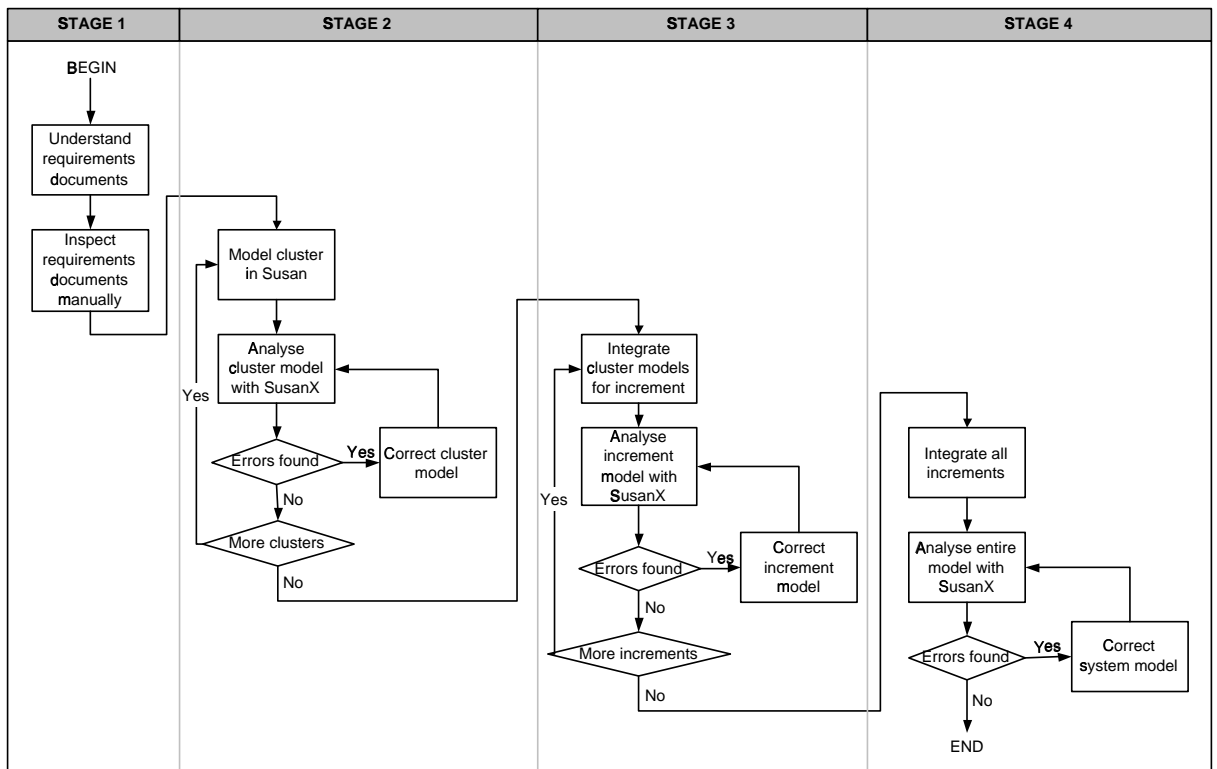 STAGE 1
STAGE 2
STAGE 3
STAGE 4
BEGIN
Understand
requirements
documents
Inspect
requirements
documents
manually
Model cluster
in Susan
Analyse
cluster model
with SusanX
Yes
Errors found
Yes
Correct cluster
model
No
More clusters
No
Integrate
cluster models
for increment
Analyse
increment
model with
SusanX
Yes
Errors found
Yes
Correct
increment
model
No
More increments
No
Integrate all
increments
Analyse entire
model with
SusanX
Errors found
Yes
Correct
system model
No
END